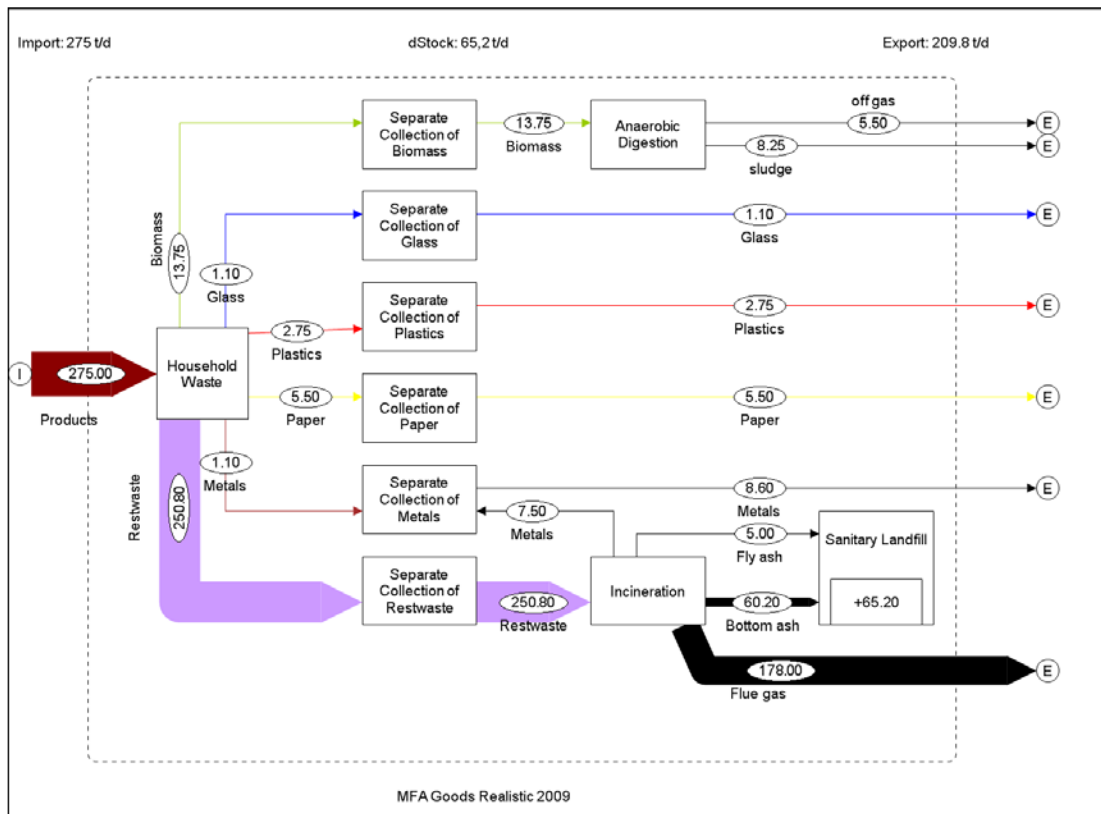 Import: 275 t/d
dStock: 65,2 t/d
Export: 209.8 t/d
off gas
5.50
E
Separate
Collection of
Biomass
13.75
Biomass
Anaerobic
Digestion
8.25
sludge
E
Biomass
13.75
Separate
Collection of
Glass
1.10
Glass
E
1.10
Glass
Separate
Collection of
Plastics
2.75
Plastics
E
2.75
Plastics
I
275.00
Products
Household
Waste
5.50
Paper
Separate
Collection of
Paper
5.50
Paper
E
1.10
Metals
Restwaste
250.80
Separate
Collection of
Metals
8.60
Metals
E
7.50
Metals
5.00
Fly ash
Sanitary Landfill
+65.20
Separate
Collection of
Restwaste
250.80
Restwaste
Incineration
60.20
Bottom ash
178.00
Flue gas
E
MFA Goods Realistic 2009